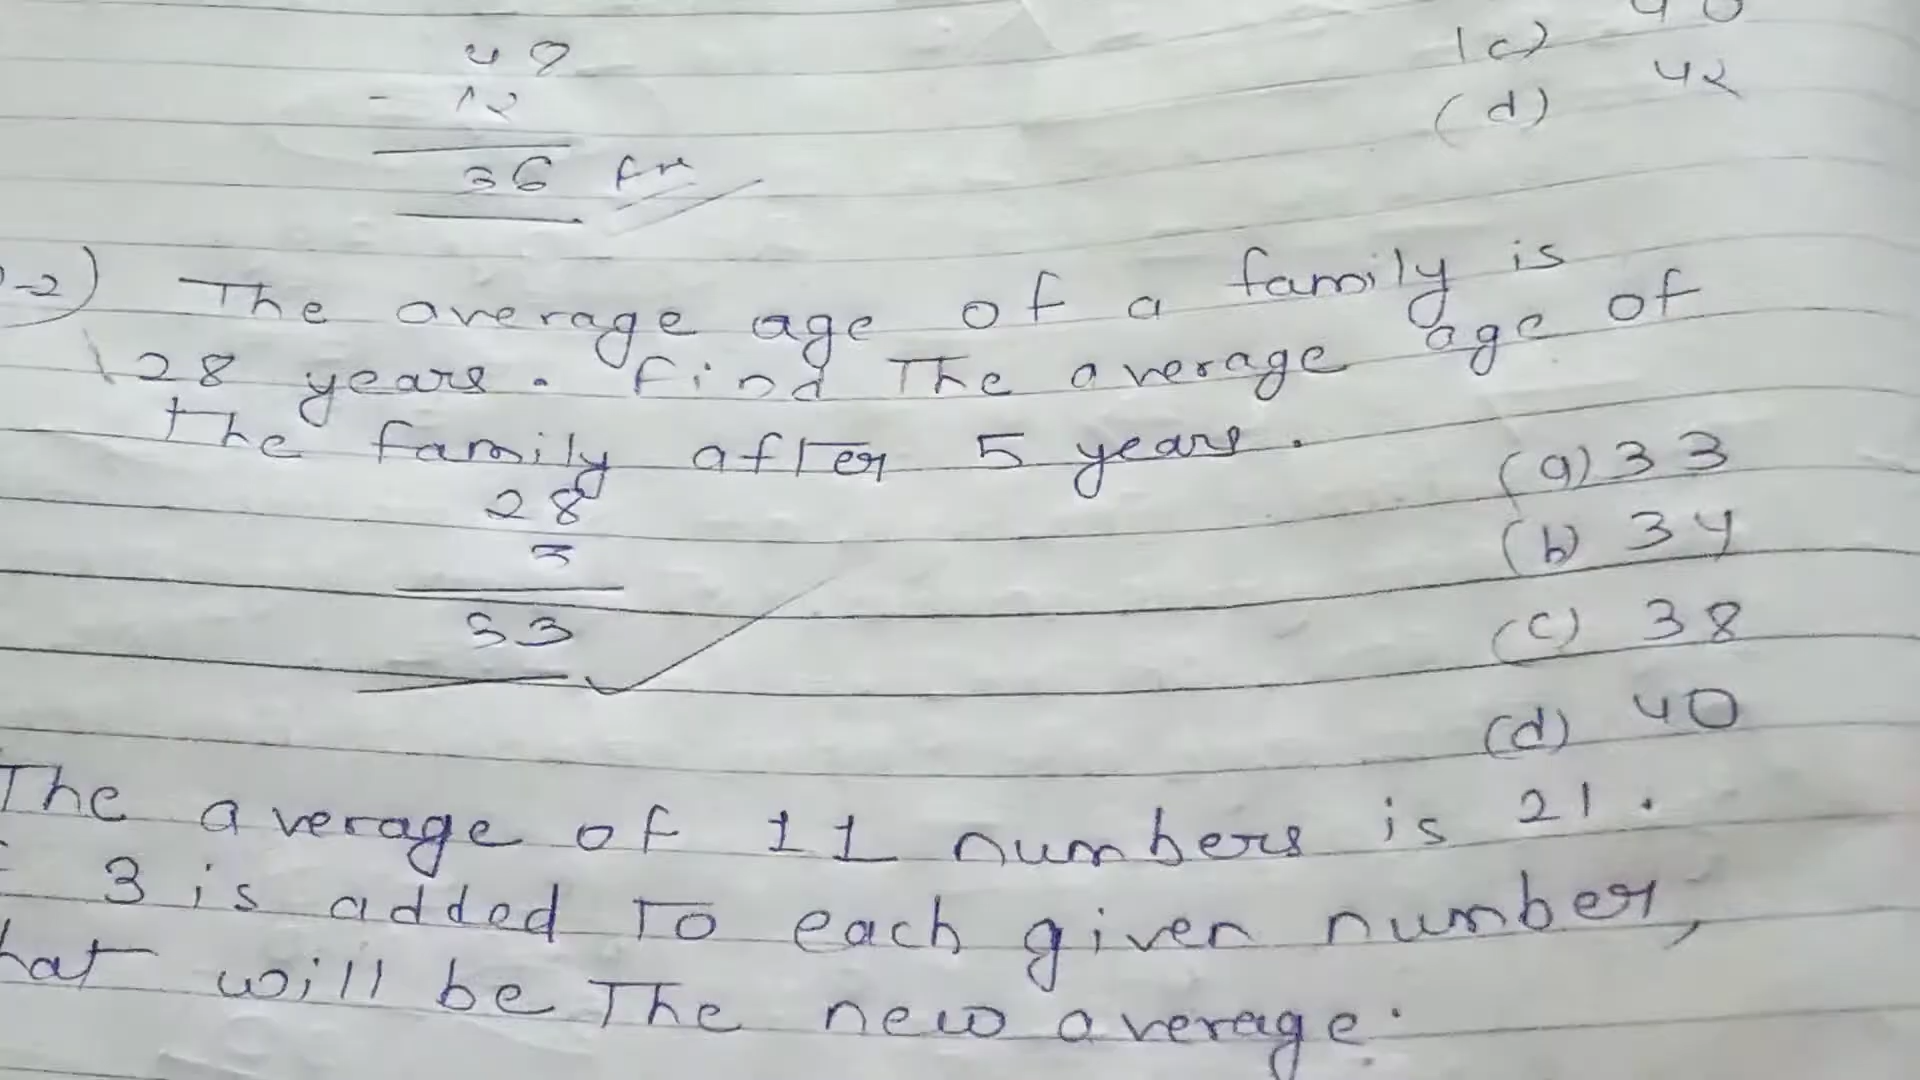 48
- 12
36
(c) 40
(d) 42
-2) The average age of a family is
28 years. Find The average age of
the family after 5 years.
28
5
33
(a) 33
(b) 34
(c) 38
(d) 40
The average of 11 numbers is 21.
3 is added To each given number,
hat will be The new average.